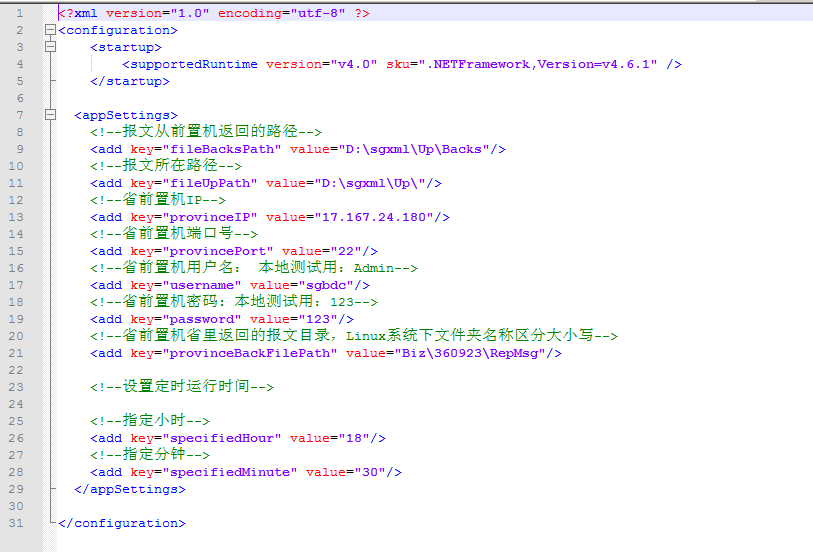 1 <?xml version="1.0" encoding="utf-8" ?>
2 <configuration>
3 <startup>
4 <supportedRuntime version="v4.0" sku=".NETFramework,Version=v4.6.1" />
5 </startup>
6
7 <appSettings>
8 <!--报文从前置机返回的路径-->
9 <add key="fileBacksPath" value="D:\sgxml\Up\Backs"/>
10 <!--报文所在路径-->
11 <add key="fileUpPath" value="D:\sgxml\Up\"/>
12 <!--省前置机IP-->
13 <add key="provinceIP" value="17.167.24.180"/>
14 <!--省前置机端口号-->
15 <add key="provincePort" value="22"/>
16 <!--省前置机用户名： 本地测试用：Admin-->
17 <add key="username" value="sgbdc"/>
18 <!--省前置机密码：本地测试用：123-->
19 <add key="password" value="123"/>
20 <!--省前置机省里返回的报文目录，Linux系统下文件夹名称区分大小写-->
21 <add key="provinceBackFilePath" value="Biz\360923\RepMsg"/>
22
23 <!--设置定时运行时间-->
24
25 <!--指定小时-->
26 <add key="specifiedHour" value="18"/>
27 <!--指定分钟-->
28 <add key="specifiedMinute" value="30"/>
29 </appSettings>
30
31 </configuration>